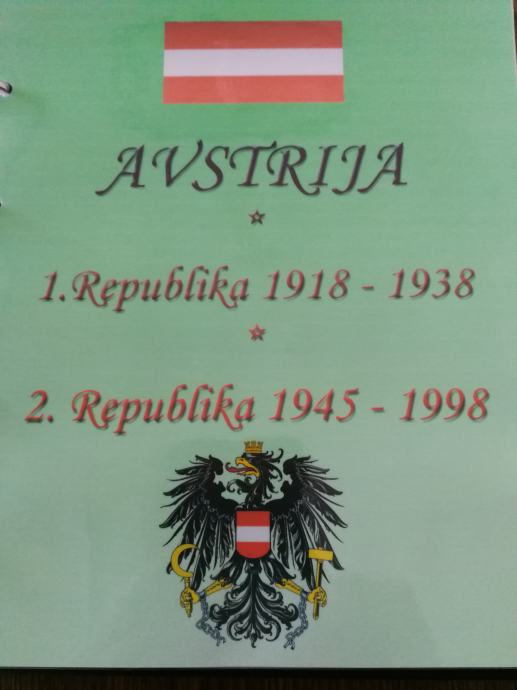 AVSTRIJA
1.Republika 1918 - 1938
2. Republika 1945 - 1998